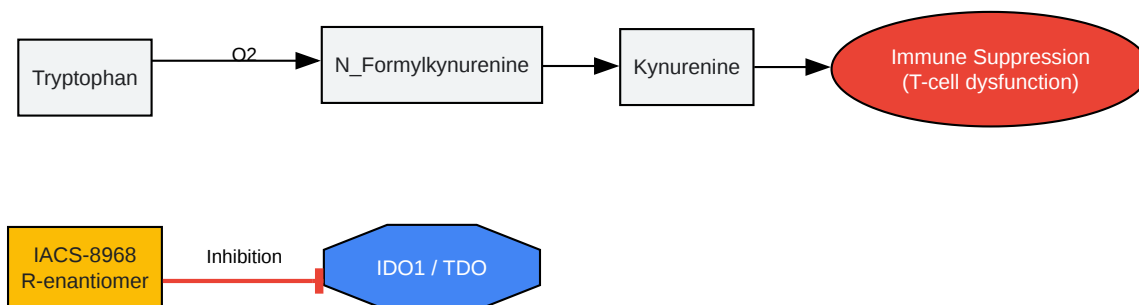 Tryptophan
O2
N_Formylkynurenine
Kynurenine
Immune Suppression
(T-cell dysfunction)
IACS-8968
R-enantiomer
Inhibition
IDO1 / TDO